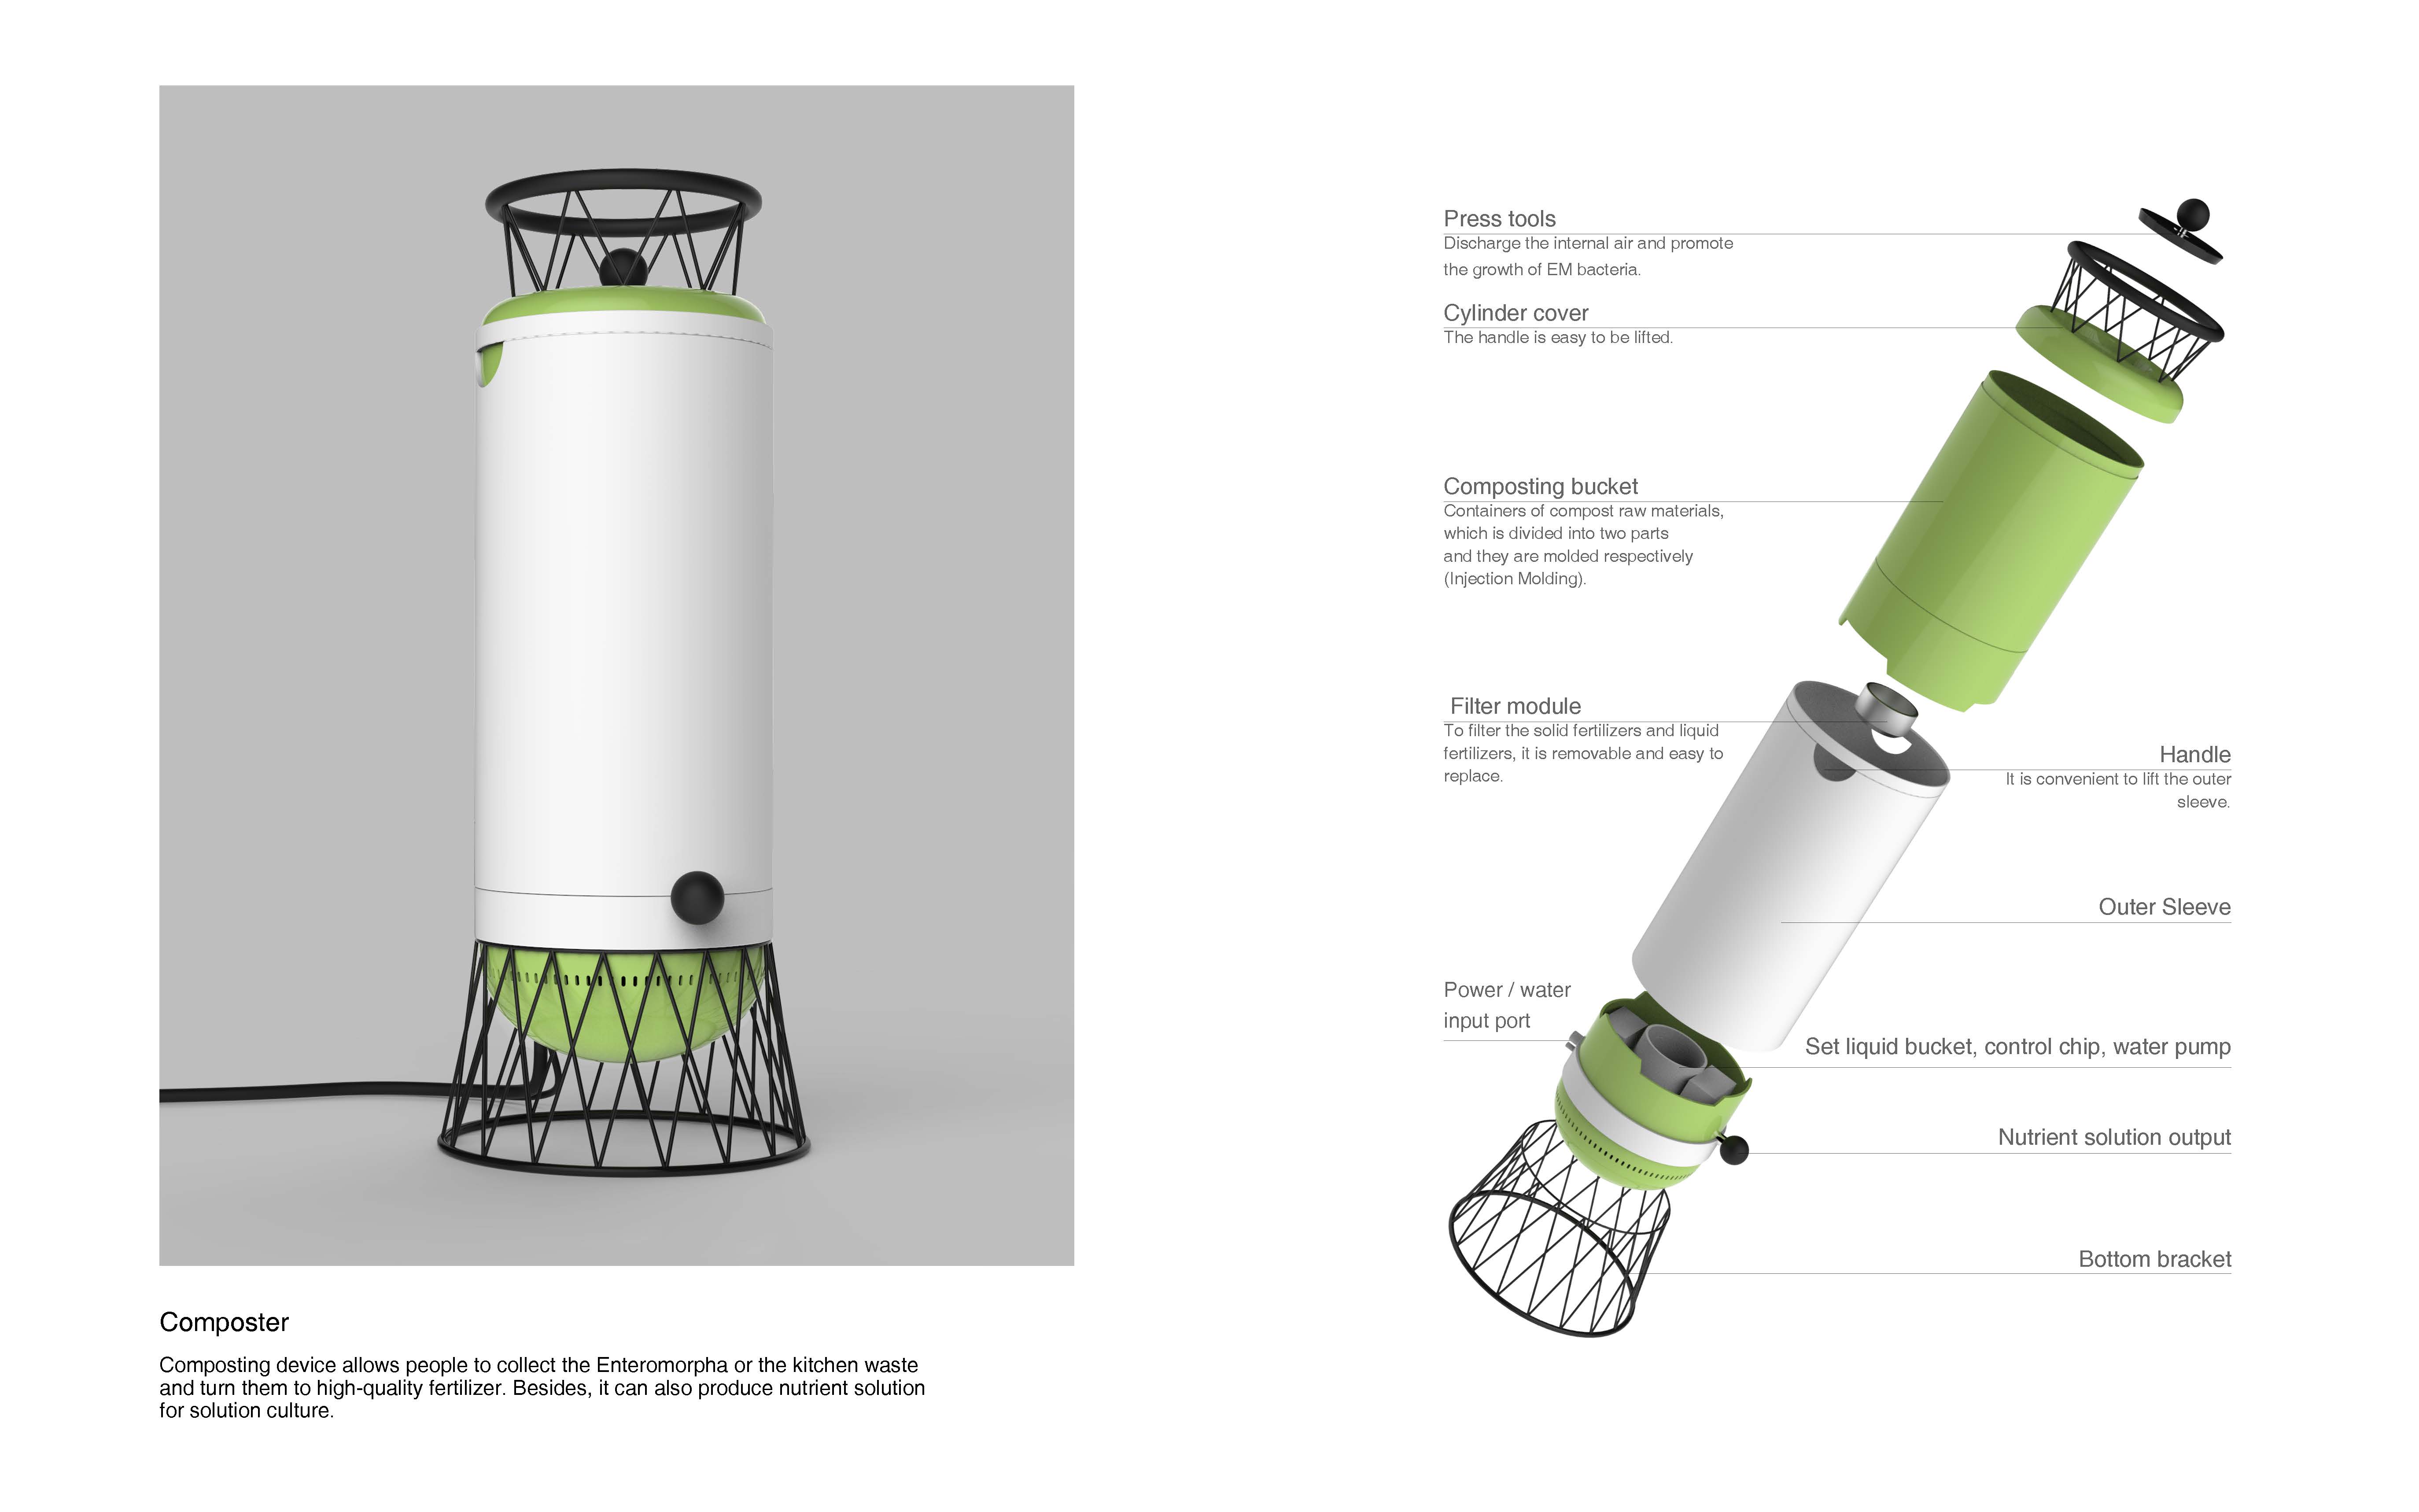 Composter
Composting device allows people to collect the Enteromorpha or the kitchen waste
and turn them to high-quality fertilizer. Besides, it can also produce nutrient solution
for solution culture.
Press tools
Discharge the internal air and promote
the growth of EM bacteria.
Cylinder cover
The handle is easy to be lifted.
Composting bucket
Containers of compost raw materials,
which is divided into two parts
and they are molded respectively
(Injection Molding).
Filter module
To filter the solid fertilizers and liquid
fertilizers, it is removable and easy to
replace.
Handle
It is convenient to lift the outer
sleeve.
Outer Sleeve
Power / water
input port
Set liquid bucket, control chip, water pump
Nutrient solution output
Bottom bracket